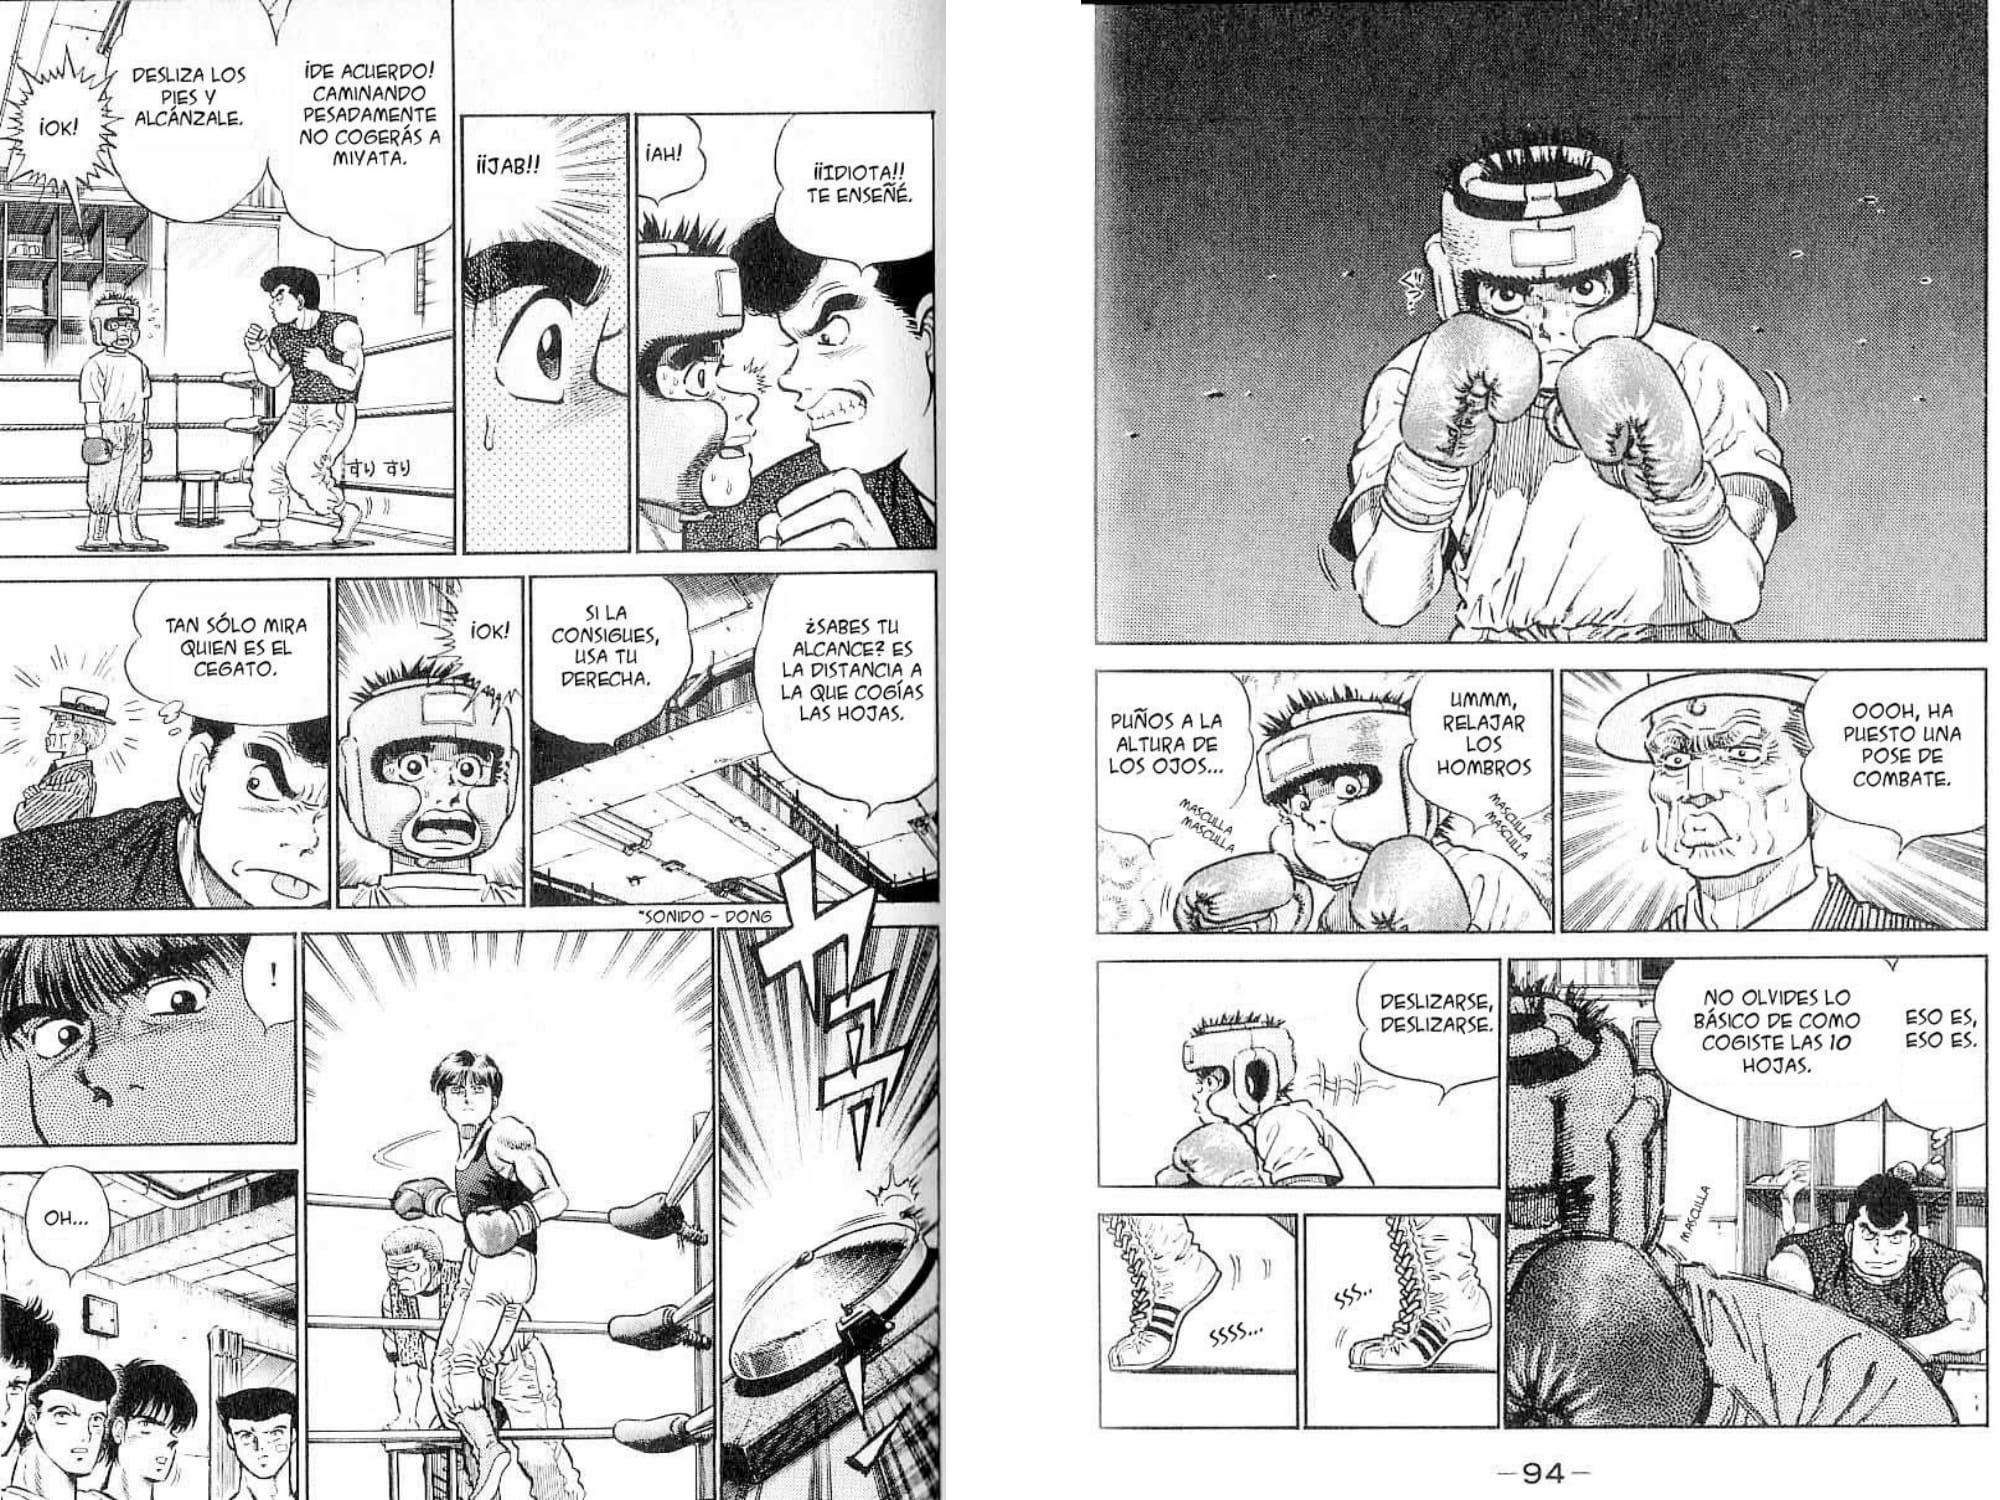 ¡¡IDIOTA!!
TE ENSEÑÉ.
¡AH!
¡¡JAB!!
¡DE ACUERDO!
CAMINANDO
PESADAMENTE
NO COGERÁS A
MIYATA.
DESLIZA LOS
PIES Y
ALCÁNZALE.
¡OK!
すり すり
¿SABES TU
ALCANCE? ES
LA DISTANCIA A
LA QUE COGÍAS
LAS HOJAS.
SI LA
CONSIGUES,
USA TU
DERECHA.
¡OK!
TAN SÓLO MIRA
QUIEN ES EL
CEGATO.
*SONIDO - DONG
!
OH...
OOOH, HA
PUESTO UNA
POSE DE
COMBATE.
UMMM,
RELAJAR
LOS
HOMBROS
MASCULLA
MASCULLA
PUÑOS A LA
ALTURA DE
LOS OJOS...
MASCULLA
MASCULLA
ESO ES,
ESO ES.
NO OLVIDES LO
BÁSICO DE COMO
COGISTE LAS 10
HOJAS.
MASCULLA
DESLIZARSE,
DESLIZARSE.
SSS..
SSSS...
-94-